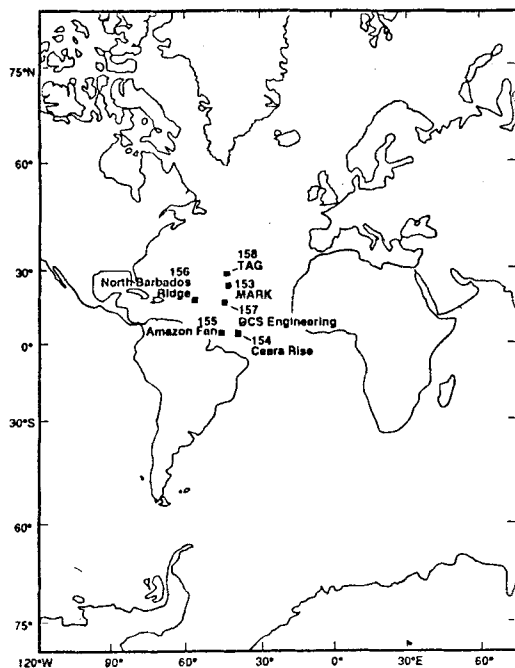 75°N
60°
30°
0°
30°S
60°
75°
158
TAG
156
153
North Barbados
Ridge
MARK
157
DCS Engineering
155
Amazon Fan
154
Ceara Rise
120°W
90°
60°
30°
0°
30°E
60°